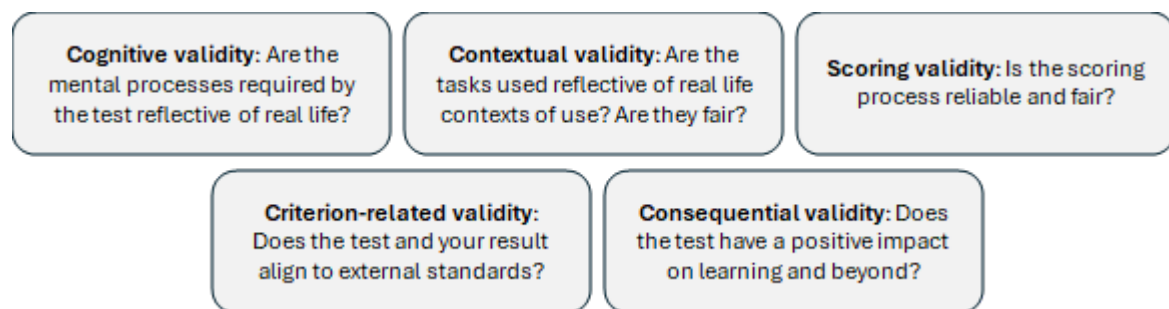 Cognitive validity: Are the
mental processes required by
the test reflective of real life?
Contextual validity: Are the
tasks used reflective of real life
contexts of use? Are they fair?
Scoring validity: Is the scoring
process reliable and fair?
Criterion-related validity:
Does the test and your result
align to external standards?
Consequential validity: Does
the test have a positive impact
on learning and beyond?